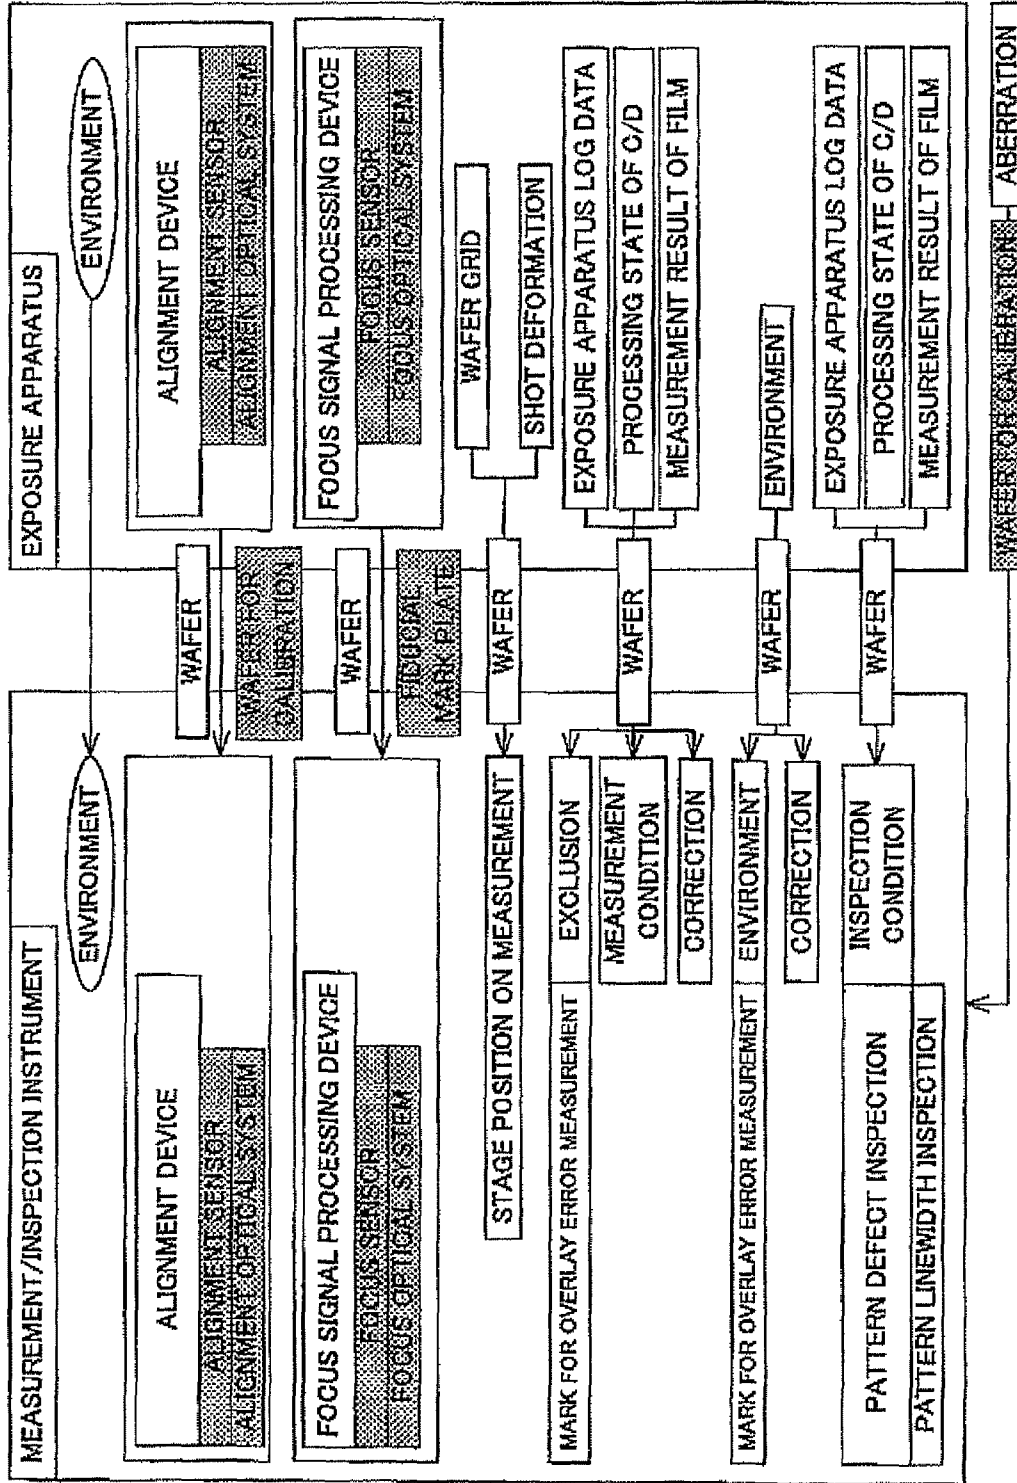 MEASUREMENT/INSPECTION INSTRUMENT
EXPOSURE APPARATUS
ENVIRONMENT
ENVIRONMENT
ALIGNMENT DEVICE
ALIGNMENT SENSOR
ALIGNMENT OPTICAL SYSTEM
WAFER
WAFER FOR
CALIBRATION
ALIGNMENT DEVICE
ALIGNMENT SENSOR
ALIGNMENT OPTICAL SYSTEM
FOCUS SIGNAL PROCESSING DEVICE
FOCUS SENSOR
FOCUS OPTICAL SYSTEM
WAFER
FIDUCIAL
MARK PLATE
FOCUS SIGNAL PROCESSING DEVICE
FOCUS SENSOR
FOCUS OPTICAL SYSTEM
STAGE POSITION ON MEASUREMENT
WAFER
WAFER GRID
SHOT DEFORMATION
MARK FOR OVERLAY ERROR MEASUREMENT
EXCLUSION
MEASUREMENT
CONDITION
CORRECTION
WAFER
EXPOSURE APPARATUS LOG DATA
PROCESSING STATE OF C/D
MEASUREMENT RESULT OF FILM
MARK FOR OVERLAY ERROR MEASUREMENT
ENVIRONMENT
CORRECTION
WAFER
ENVIRONMENT
PATTERN DEFECT INSPECTION
PATTERN LINEWIDTH INSPECTION
INSPECTION
CONDITION
WAFER
EXPOSURE APPARATUS LOG DATA
PROCESSING STATE OF C/D
MEASUREMENT RESULT OF FILM
WAFER FOR CALIBRATION
ABERRATION